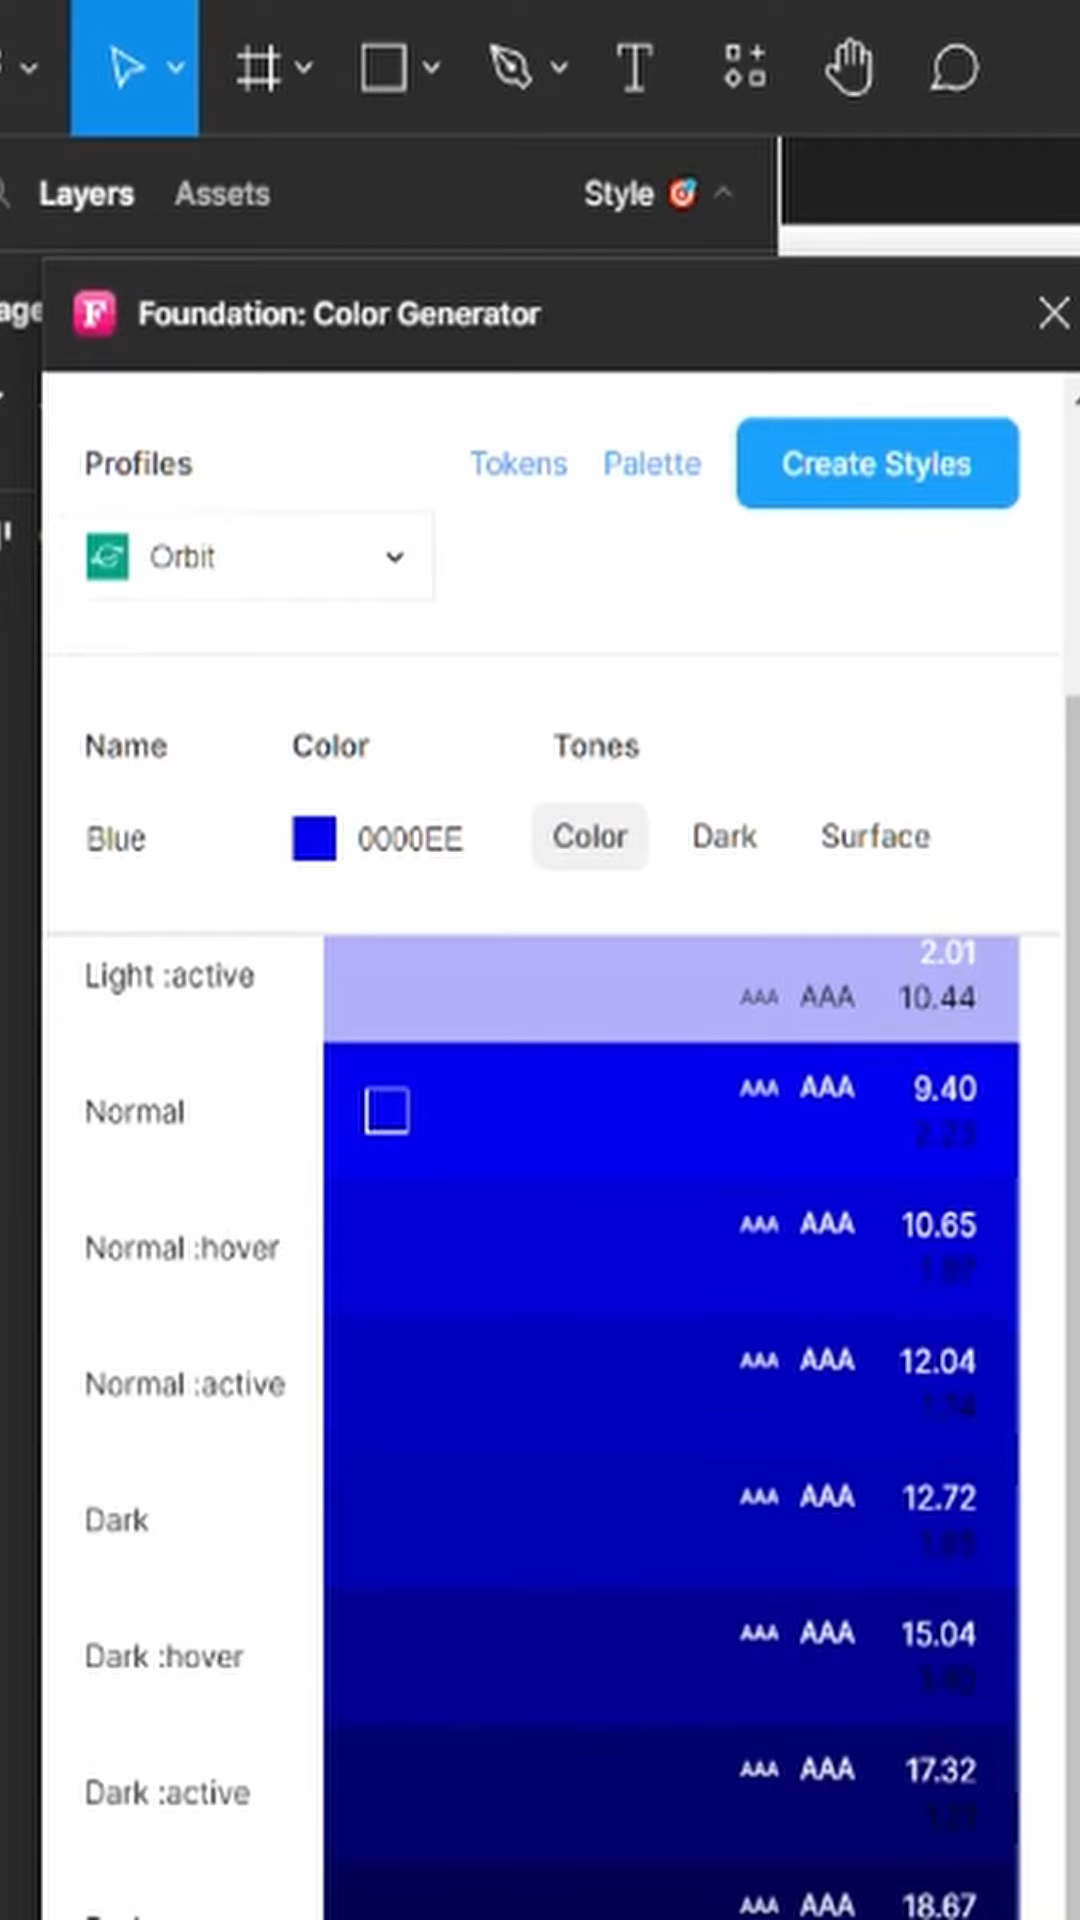 Layers Assets Style
age
F Foundation: Color Generator
Profiles Tokens Palette Create Styles
Orbit
Name Color Tones
Blue 0000EE Color Dark Surface
2.01
Light :active AAA AAA 10.44
AAA AAA 9.40
Normal
2.23
Normal :hover AAA AAA 10.65
Normal :active AAA AAA 12.04
Dark AAA AAA 12.72
Dark :hover AAA AAA 15.04
Dark :active AAA AAA 17.32
AAA AAA 18.67